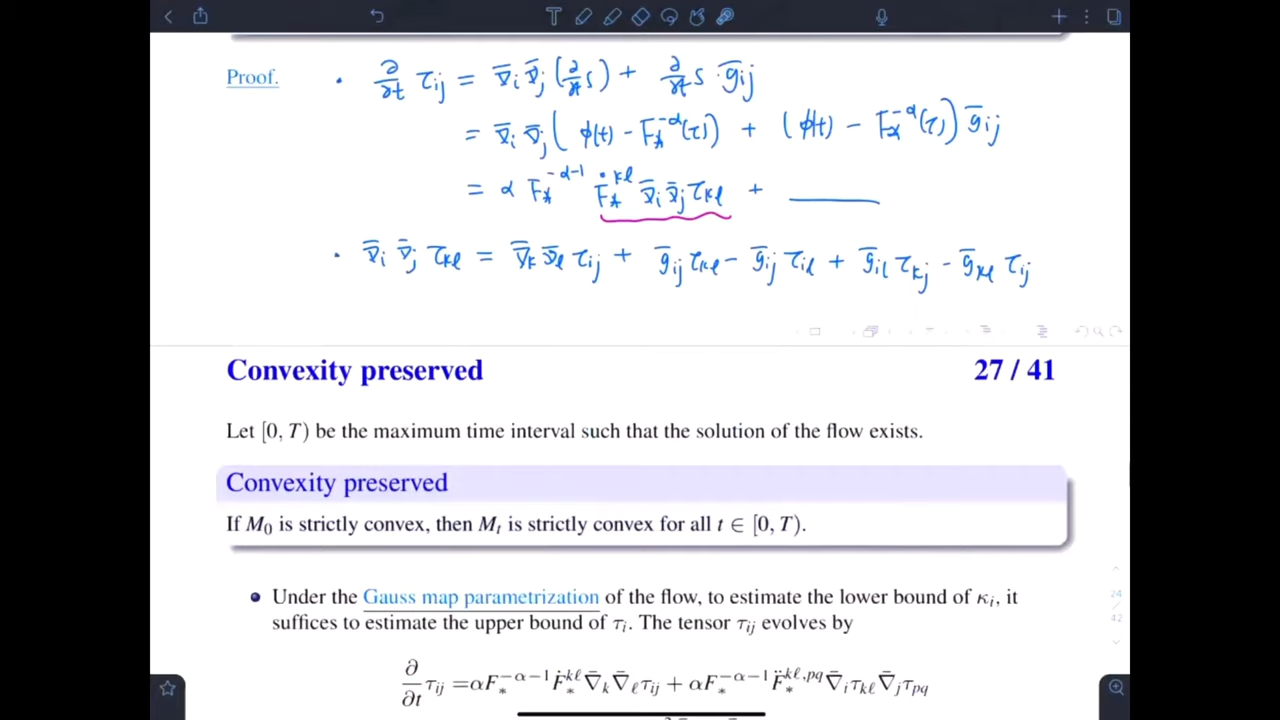 Proof. · ∂/∂t τ_ij = ∇̄_i ∇̄_j (∂/∂t s) + ∂/∂t s · ḡ_ij
= ∇̄_i ∇̄_j ( ϕ(t) − F_*^{-α}(τ) ) + ( ϕ(t) − F_*^{-α}(τ) ) ḡ_ij
= α F_*^{-α-1} Ḟ_*^{kℓ} ∇̄_i ∇̄_j τ_kℓ + ______
· ∇̄_i ∇̄_j τ_kℓ = ∇̄_k ∇̄_ℓ τ_ij + ḡ_ij τ_kℓ − ḡ_ij τ_iℓ + ḡ_iℓ τ_kj − ḡ_kℓ τ_ij
Convexity preserved 27 / 41
Let [0, T) be the maximum time interval such that the solution of the flow exists.
Convexity preserved
If M_0 is strictly convex, then M_t is strictly convex for all t ∈ [0, T).
Under the Gauss map parametrization of the flow, to estimate the lower bound of κ_i, it
suffices to estimate the upper bound of τ_i. The tensor τ_ij evolves by
∂/∂t τ_ij = αF_*^{−α−1} Ḟ_*^{kℓ} ∇̄_k ∇̄_ℓ τ_ij + αF_*^{−α−1} F̈_*^{kℓ,pq} ∇̄_i τ_kℓ ∇̄_j τ_pq
24
42